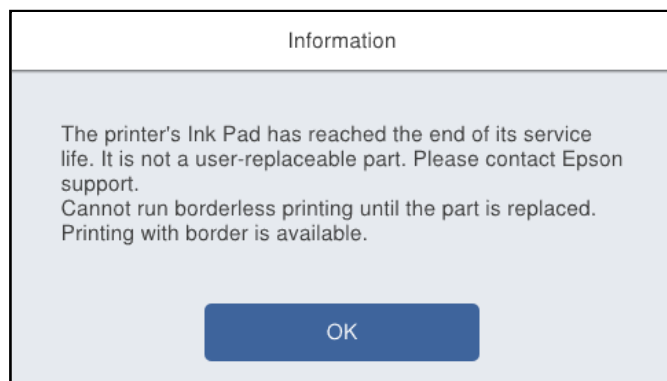 Information
The printer's Ink Pad has reached the end of its service
life. It is not a user-replaceable part. Please contact Epson
support.
Cannot run borderless printing until the part is replaced.
Printing with border is available.
OK